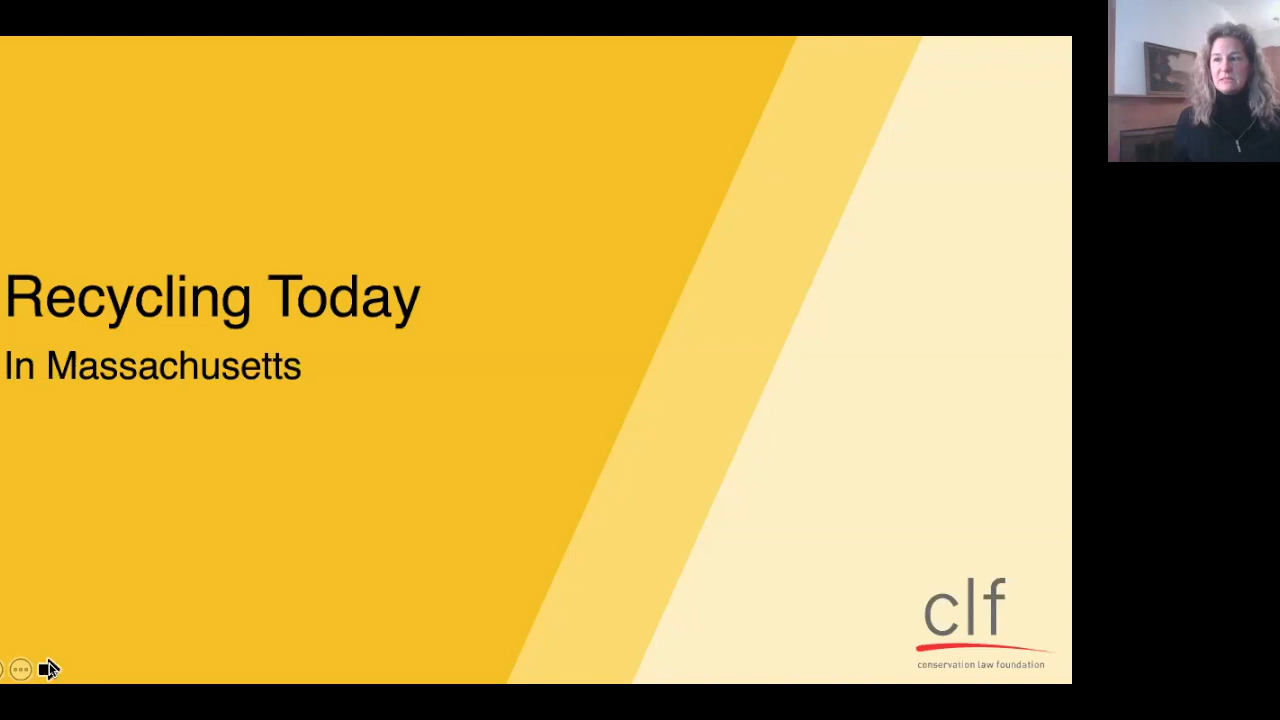 Recycling Today
In Massachusetts
clf
conservation law foundation